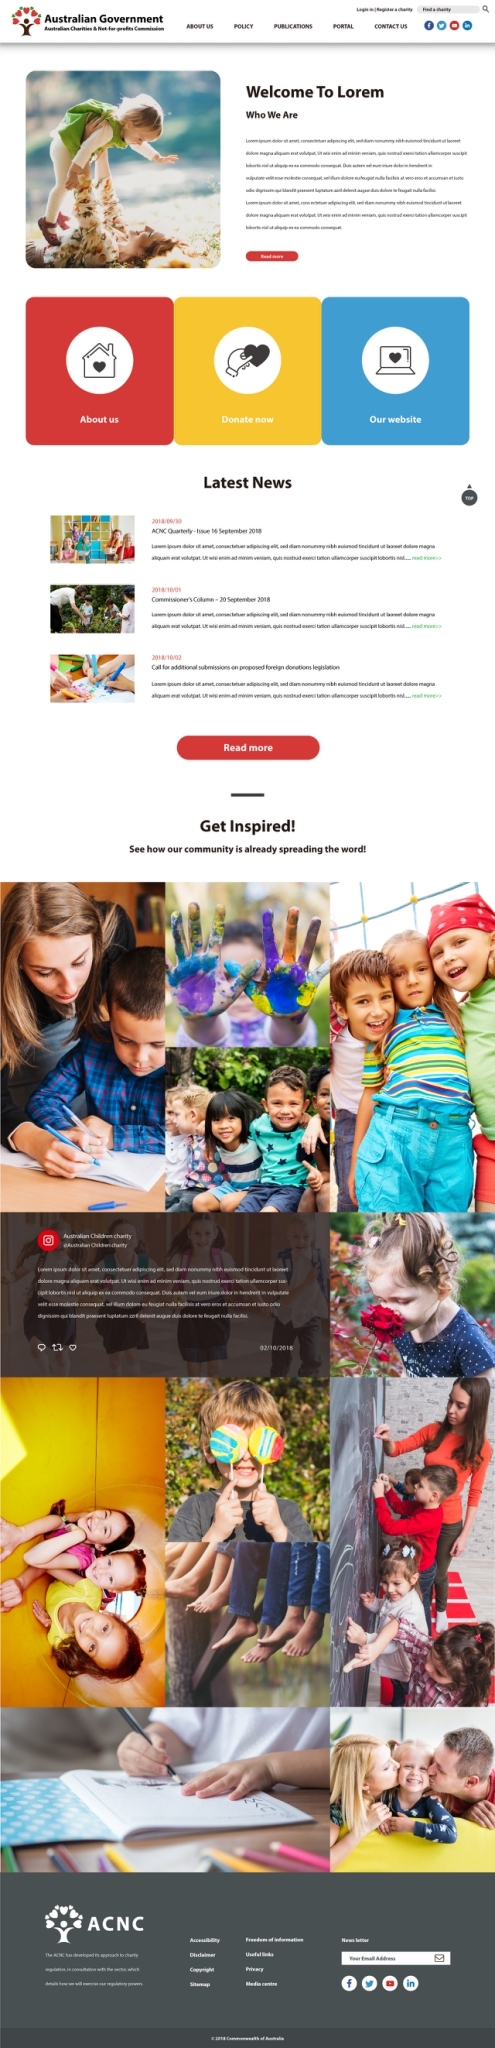 Australian Government
Australian Charities & Not-for-profits Commission
Login in | Register a charity
Find a charity
ABOUT US
POLICY
PUBLICATIONS
PORTAL
CONTACT US
Welcome To Lorem
Who We Are
Lorem ipsum dolor sit amet, consectetuer adipiscing elit, sed diam nonummy nibh euismod tincidunt ut laoreet
dolore magna aliquam erat volutpat. Ut wisi enim ad minim veniam, quis nostrud exerci tation ullamcorper suscipit
lobortis nisl ut aliquip ex ea commodo consequat. Duis autem vel eum iriure dolor in hendrerit in
vulputate velit esse molestie consequat, vel illum dolore eu feugiat nulla facilisis at vero eros et accumsan et iusto
odio dignissim qui blandit praesent luptatum zzril delenit augue duis dolore te feugait nulla facilisi.
Lorem ipsum dolor sit amet, cons ectetuer adipiscing elit, sed diam nonummy nibh euismod tincidunt ut laoreet
dolore magna aliquam erat volutpat. Ut wisi enim ad minim veniam, quis nostrud exerci tation ullamcorper suscipit
lobortis nisl ut aliquip ex ea commodo consequat.
Read more
About us
Donate now
Our website
Latest News
TOP
2018/09/30
ACNC Quarterly - Issue 16 September 2018
Lorem ipsum dolor sit amet, consectetuer adipiscing elit, sed diam nonummy nibh euismod tincidunt ut laoreet dolore magna
aliquam erat volutpat. Ut wisi enim ad minim veniam, quis nostrud exerci tation ullamcorper suscipit lobortis nisl..... read more>>
2018/10/01
Commissioner's Column – 20 September 2018
Lorem ipsum dolor sit amet, consectetuer adipiscing elit, sed diam nonummy nibh euismod tincidunt ut laoreet dolore magna
aliquam erat volutpat. Ut wisi enim ad minim veniam, quis nostrud exerci tation ullamcorper suscipit lobortis nisl..... read more>>
2018/10/02
Call for additional submissions on proposed foreign donations legislation
Lorem ipsum dolor sit amet, consectetuer adipiscing elit, sed diam nonummy nibh euismod tincidunt ut laoreet dolore magna
aliquam erat volutpat. Ut wisi enim ad minim veniam, quis nostrud exerci tation ullamcorper suscipit lobortis nisl..... read more>>
Read more
Get Inspired!
See how our community is already spreading the word!
Australian Children charity
@Australian Children charity
Lorem ipsum dolor sit amet, consectetuer adipiscing elit, sed diam nonummy nibh euismod tincidunt ut laoreet
dolore magna aliquam erat volutpat. Ut wisi enim ad minim veniam, quis nostrud exerci tation ullamcorper sus-
cipit lobortis nisl ut aliquip ex ea commodo consequat. Duis autem vel eum iriure dolor in hendrerit in vulputate
velit esse molestie consequat, vel illum dolore eu feugiat nulla facilisis at vero eros et accumsan et iusto odio
dignissim qui blandit praesent luptatum zzril delenit augue duis dolore te feugait nulla facilisi.
02/10/2018
ACNC
The ACNC has developed its approach to charity
regulation, in consultation with the sector, which
details how we will exercise our regulatory powers.
Accessibility
Disclaimer
Copyright
Sitemap
Freedom of information
Useful links
Privacy
Media centre
News letter
Your Email Address
© 2018 Commonwealth of Australia